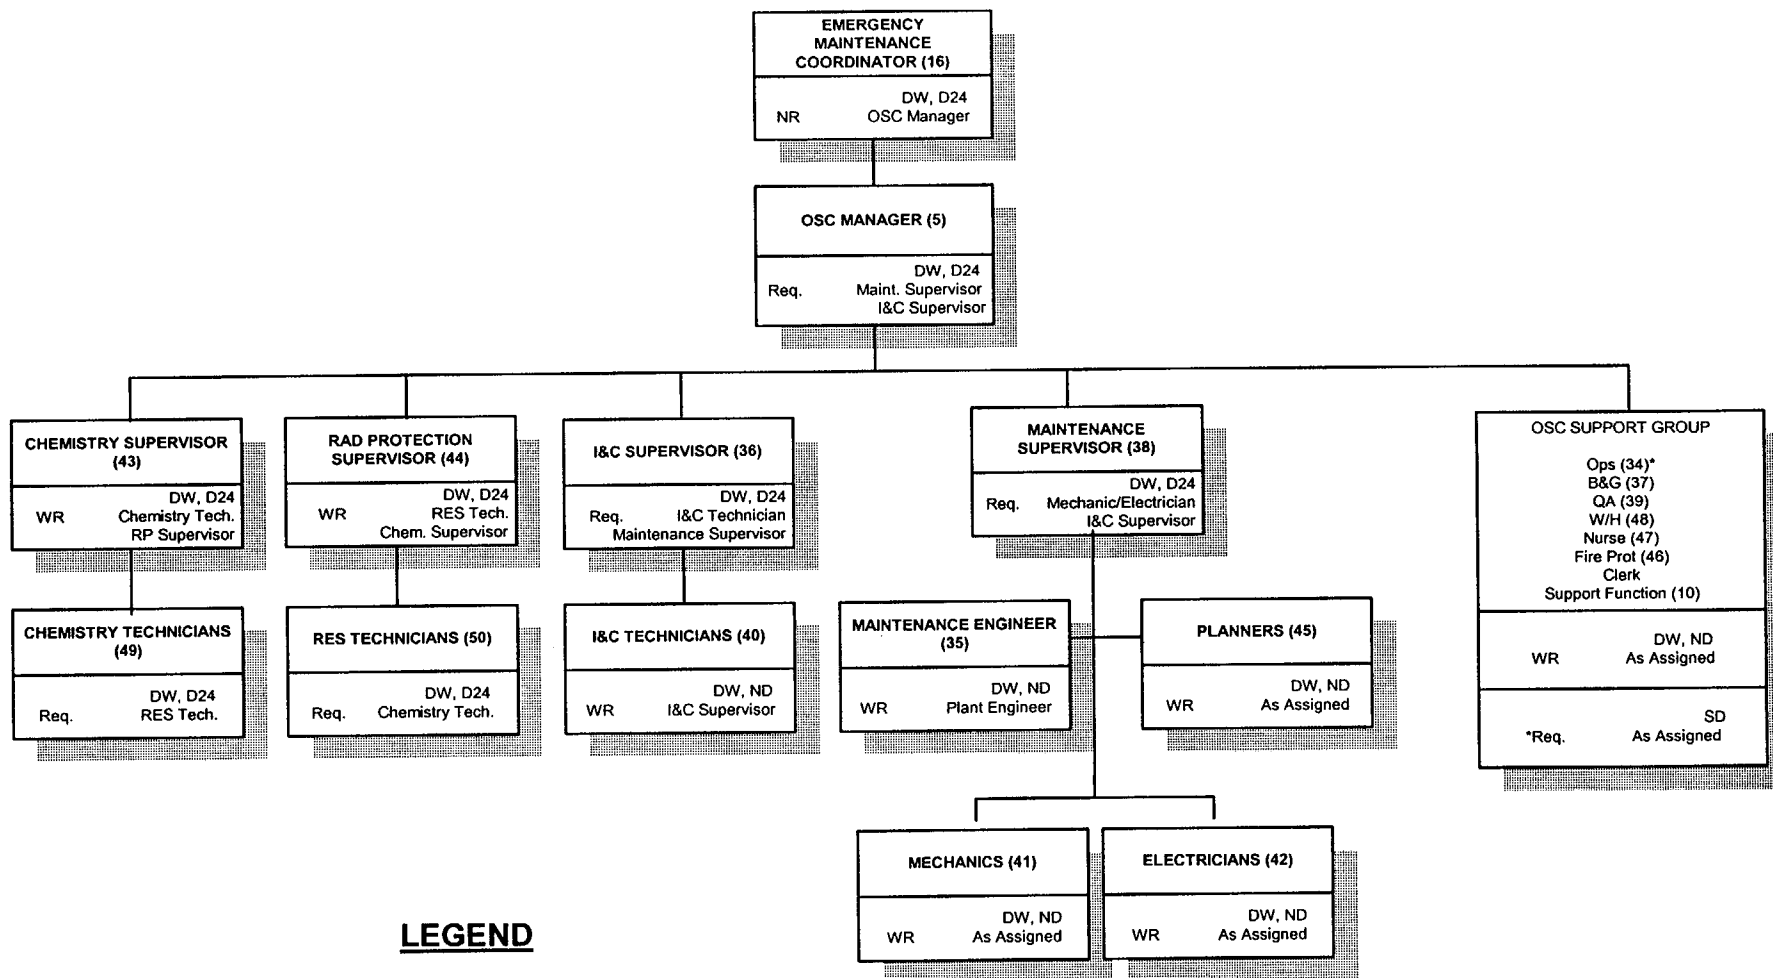 EMERGENCY
MAINTENANCE
COORDINATOR (16)
DW, D24
NR OSC Manager
OSC MANAGER (5)
DW, D24
Req. Maint. Supervisor
I&C Supervisor
CHEMISTRY SUPERVISOR
(43)
DW, D24
WR Chemistry Tech.
RP Supervisor
RAD PROTECTION
SUPERVISOR (44)
DW, D24
WR RES Tech.
Chem. Supervisor
I&C SUPERVISOR (36)
DW, D24
Req. I&C Technician
Maintenance Supervisor
MAINTENANCE
SUPERVISOR (38)
DW, D24
Req. Mechanic/Electrician
I&C Supervisor
OSC SUPPORT GROUP
Ops (34)*
B&G (37)
QA (39)
W/H (48)
Nurse (47)
Fire Prot (46)
Clerk
Support Function (10)
DW, ND
WR As Assigned
SD
*Req. As Assigned
CHEMISTRY TECHNICIANS
(49)
DW, D24
Req. RES Tech.
RES TECHNICIANS (50)
DW, D24
Req. Chemistry Tech.
I&C TECHNICIANS (40)
DW, ND
WR I&C Supervisor
MAINTENANCE ENGINEER
(35)
DW, ND
WR Plant Engineer
PLANNERS (45)
DW, ND
WR As Assigned
MECHANICS (41)
DW, ND
WR As Assigned
ELECTRICIANS (42)
DW, ND
WR As Assigned
LEGEND